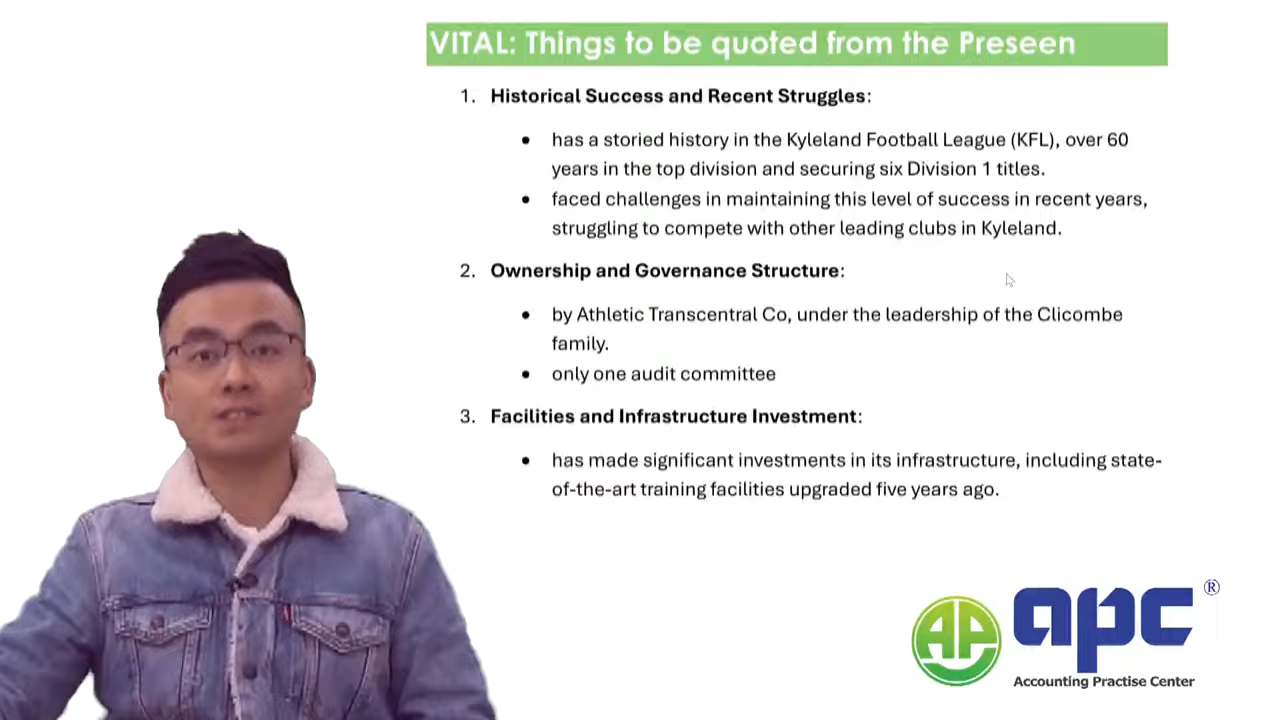 VITAL: Things to be quoted from the Preseen
1. Historical Success and Recent Struggles:
• has a storied history in the Kyleland Football League (KFL), over 60
years in the top division and securing six Division 1 titles.
• faced challenges in maintaining this level of success in recent years,
struggling to compete with other leading clubs in Kyleland.
2. Ownership and Governance Structure:
• by Athletic Transcentral Co, under the leadership of the Clicombe
family.
• only one audit committee
3. Facilities and Infrastructure Investment:
• has made significant investments in its infrastructure, including state-
of-the-art training facilities upgraded five years ago.
AP
apc ®
Accounting Practise Center